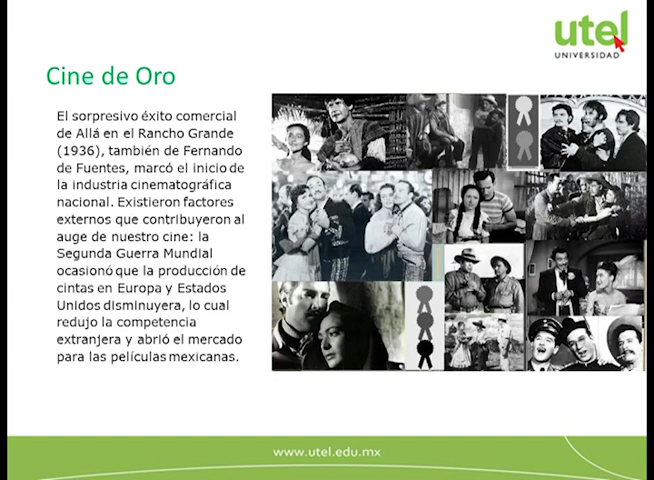 utel
UNIVERSIDAD
Cine de Oro
El sorpresivo éxito comercial
de Allá en el Rancho Grande
(1936), también de Fernando
de Fuentes, marcó el inicio de
la industria cinematográfica
nacional. Existieron factores
externos que contribuyeron al
auge de nuestro cine: la
Segunda Guerra Mundial
ocasionó que la producción de
cintas en Europa y Estados
Unidos disminuyera, lo cual
redujo la competencia
extranjera y abrió el mercado
para las películas mexicanas.
www.utel.edu.mx